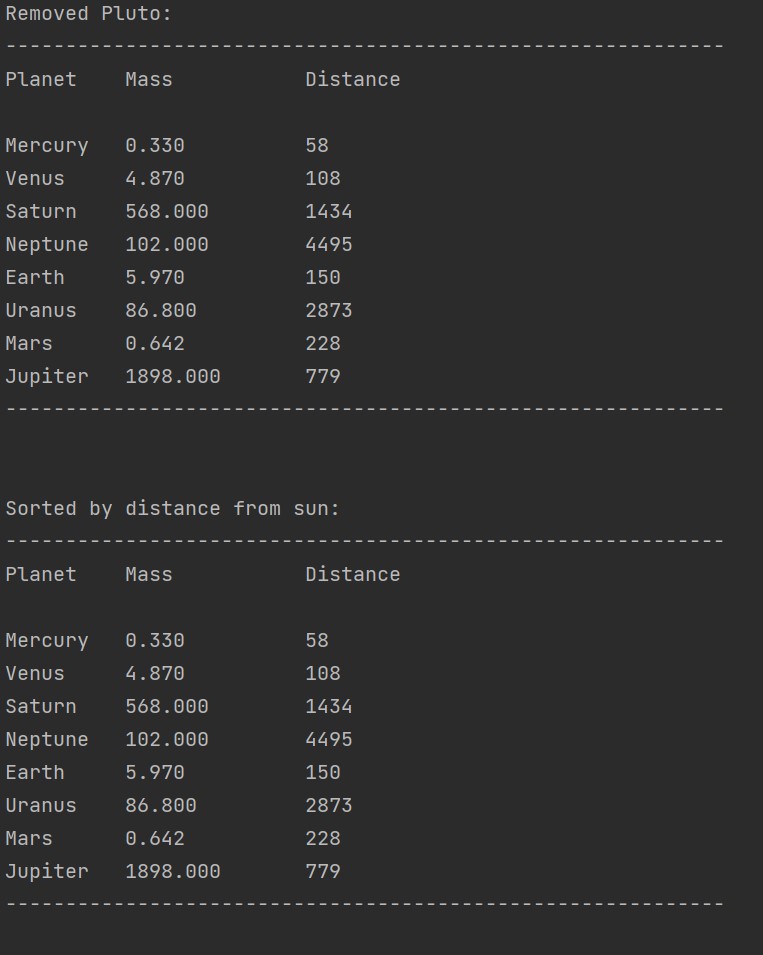 Removed Pluto:
------------------------------------------------------------
Planet    Mass           Distance
Mercury   0.330          58
Venus     4.870          108
Saturn    568.000        1434
Neptune   102.000        4495
Earth     5.970          150
Uranus    86.800         2873
Mars      0.642          228
Jupiter   1898.000       779
------------------------------------------------------------
Sorted by distance from sun:
------------------------------------------------------------
Planet    Mass           Distance
Mercury   0.330          58
Venus     4.870          108
Saturn    568.000        1434
Neptune   102.000        4495
Earth     5.970          150
Uranus    86.800         2873
Mars      0.642          228
Jupiter   1898.000       779
------------------------------------------------------------